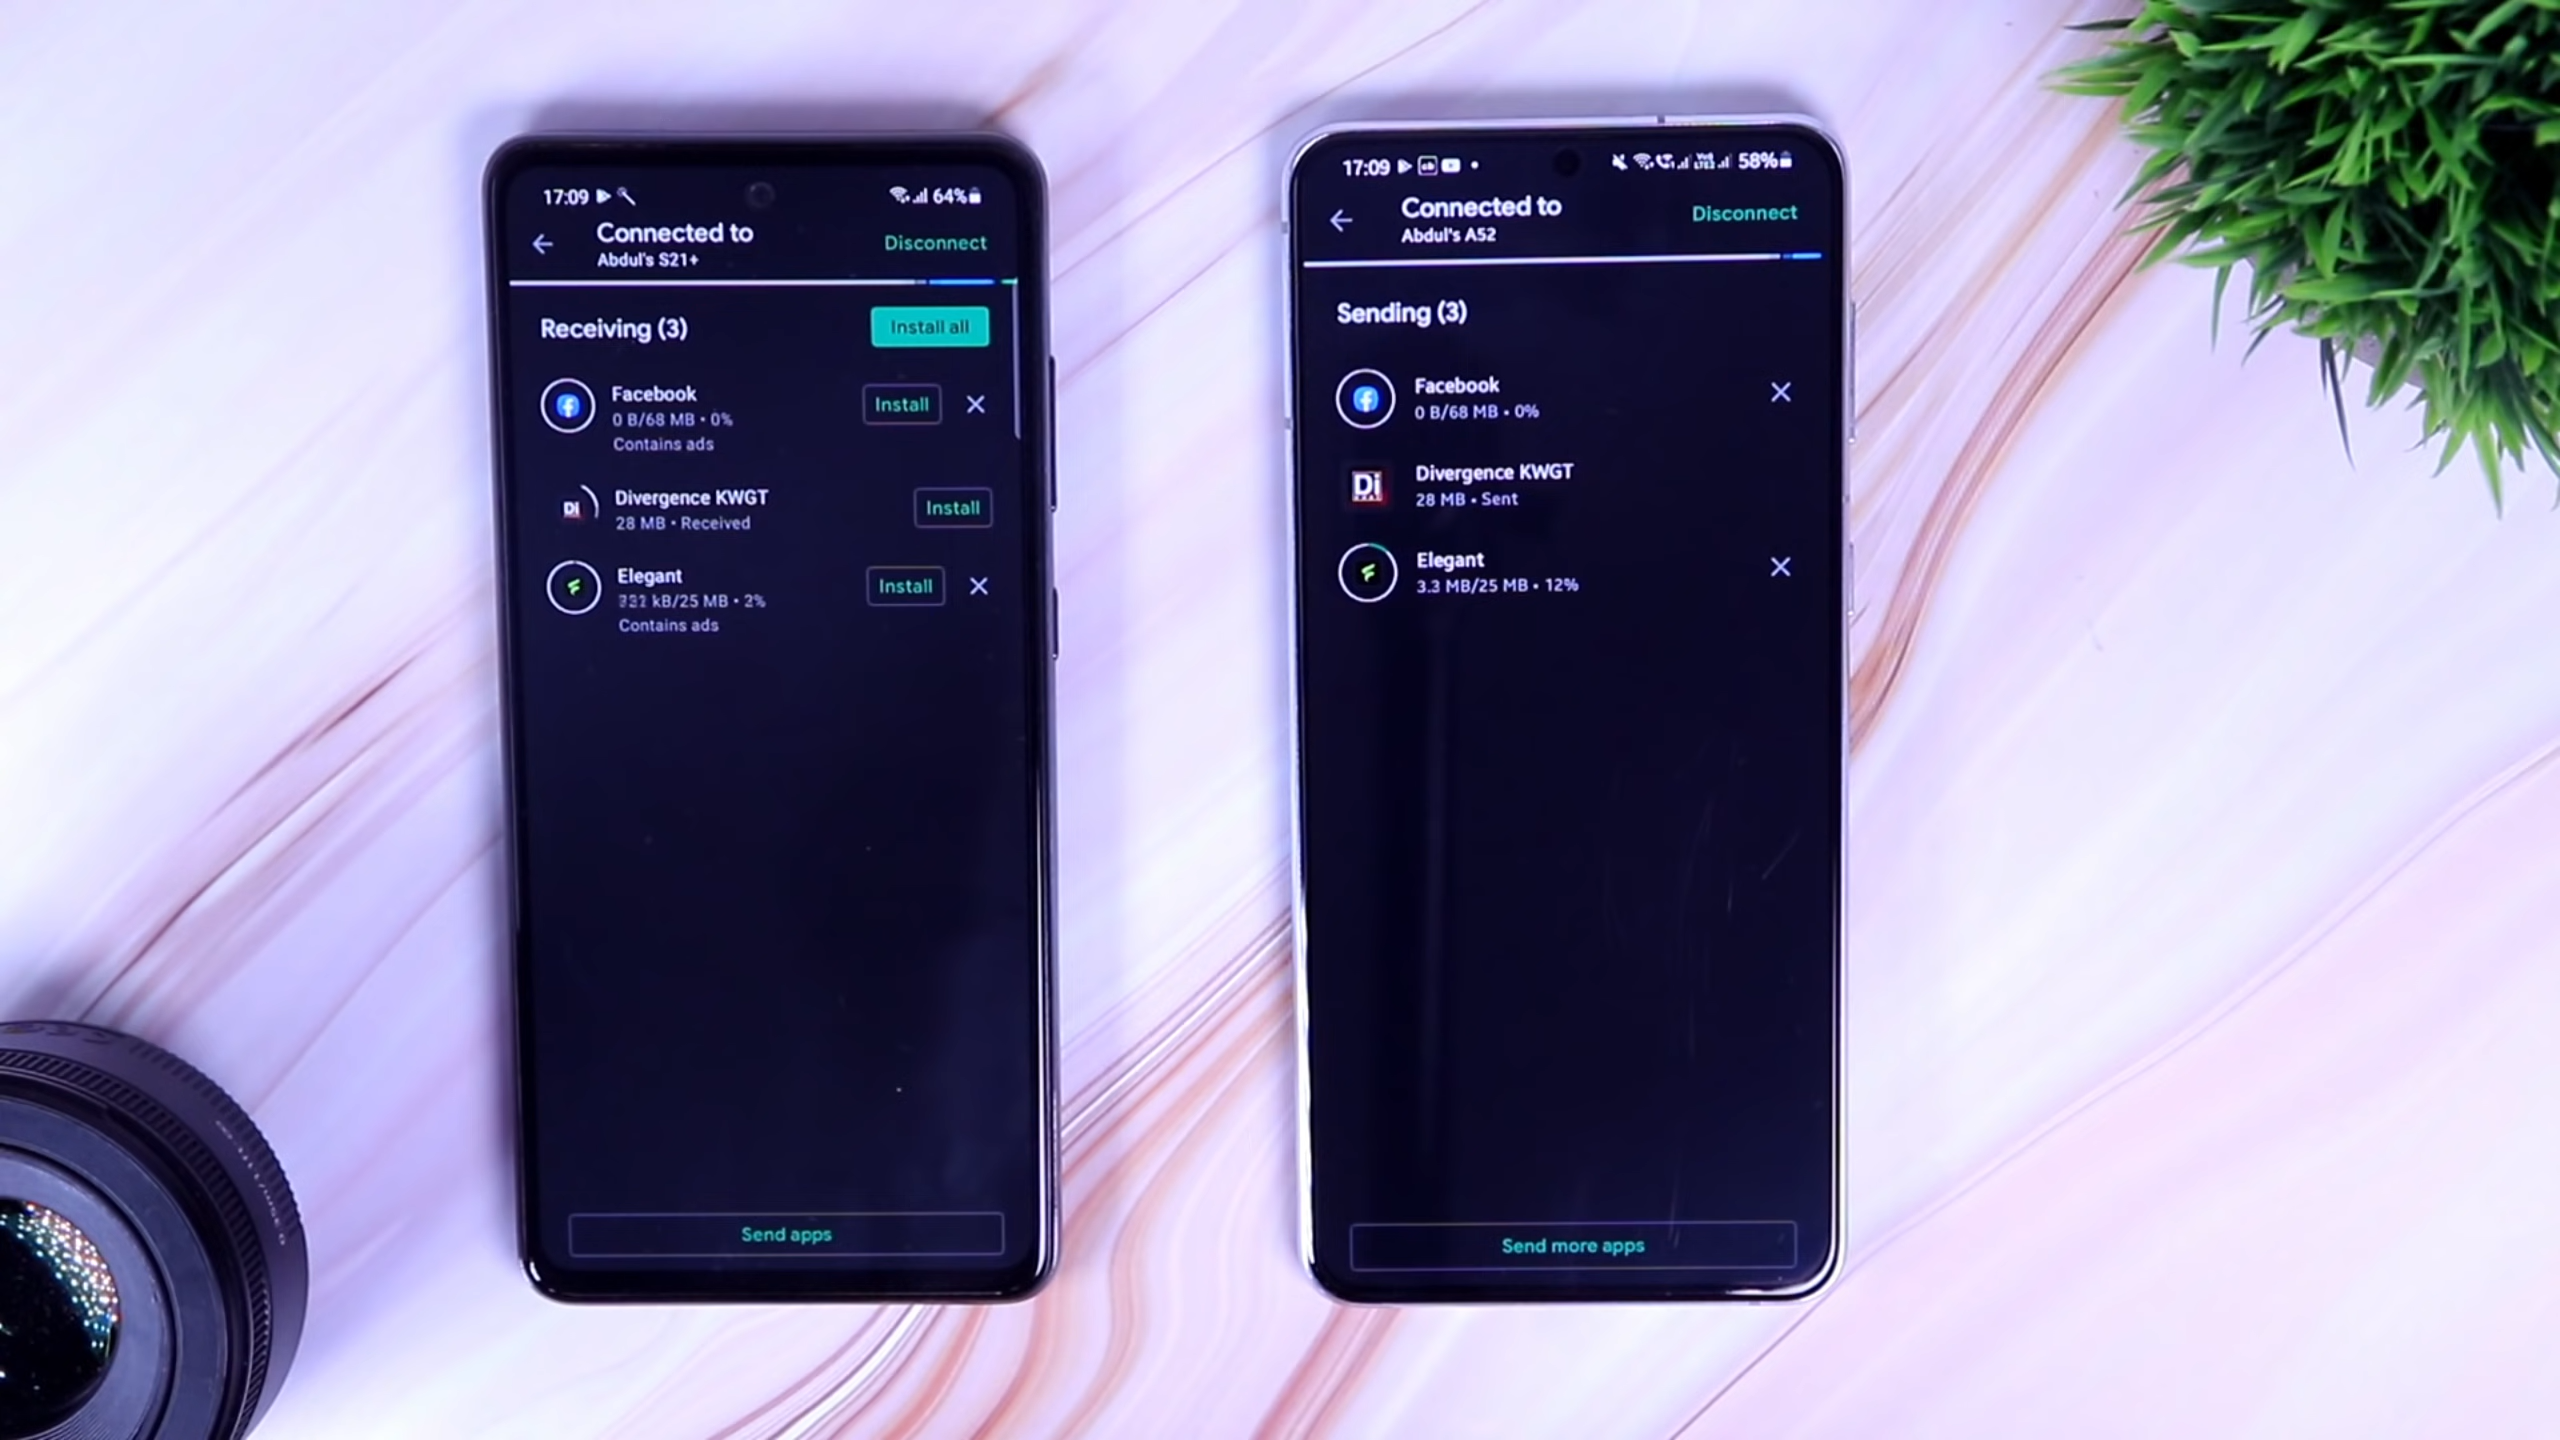 17:09
64%
Connected to
Abdul's S21+
Disconnect
Receiving (3)
Install all
Facebook
0 B/68 MB • 0%
Contains ads
Install
Di
Divergence KWGT
28 MB • Received
Install
Elegant
kB/25 MB • 2%
Contains ads
Install
Send apps
17:09
58%
Connected to
Abdul's A52
Disconnect
Sending (3)
Facebook
0 B/68 MB • 0%
Di
Divergence KWGT
28 MB • Sent
Elegant
3.3 MB/25 MB • 12%
Send more apps